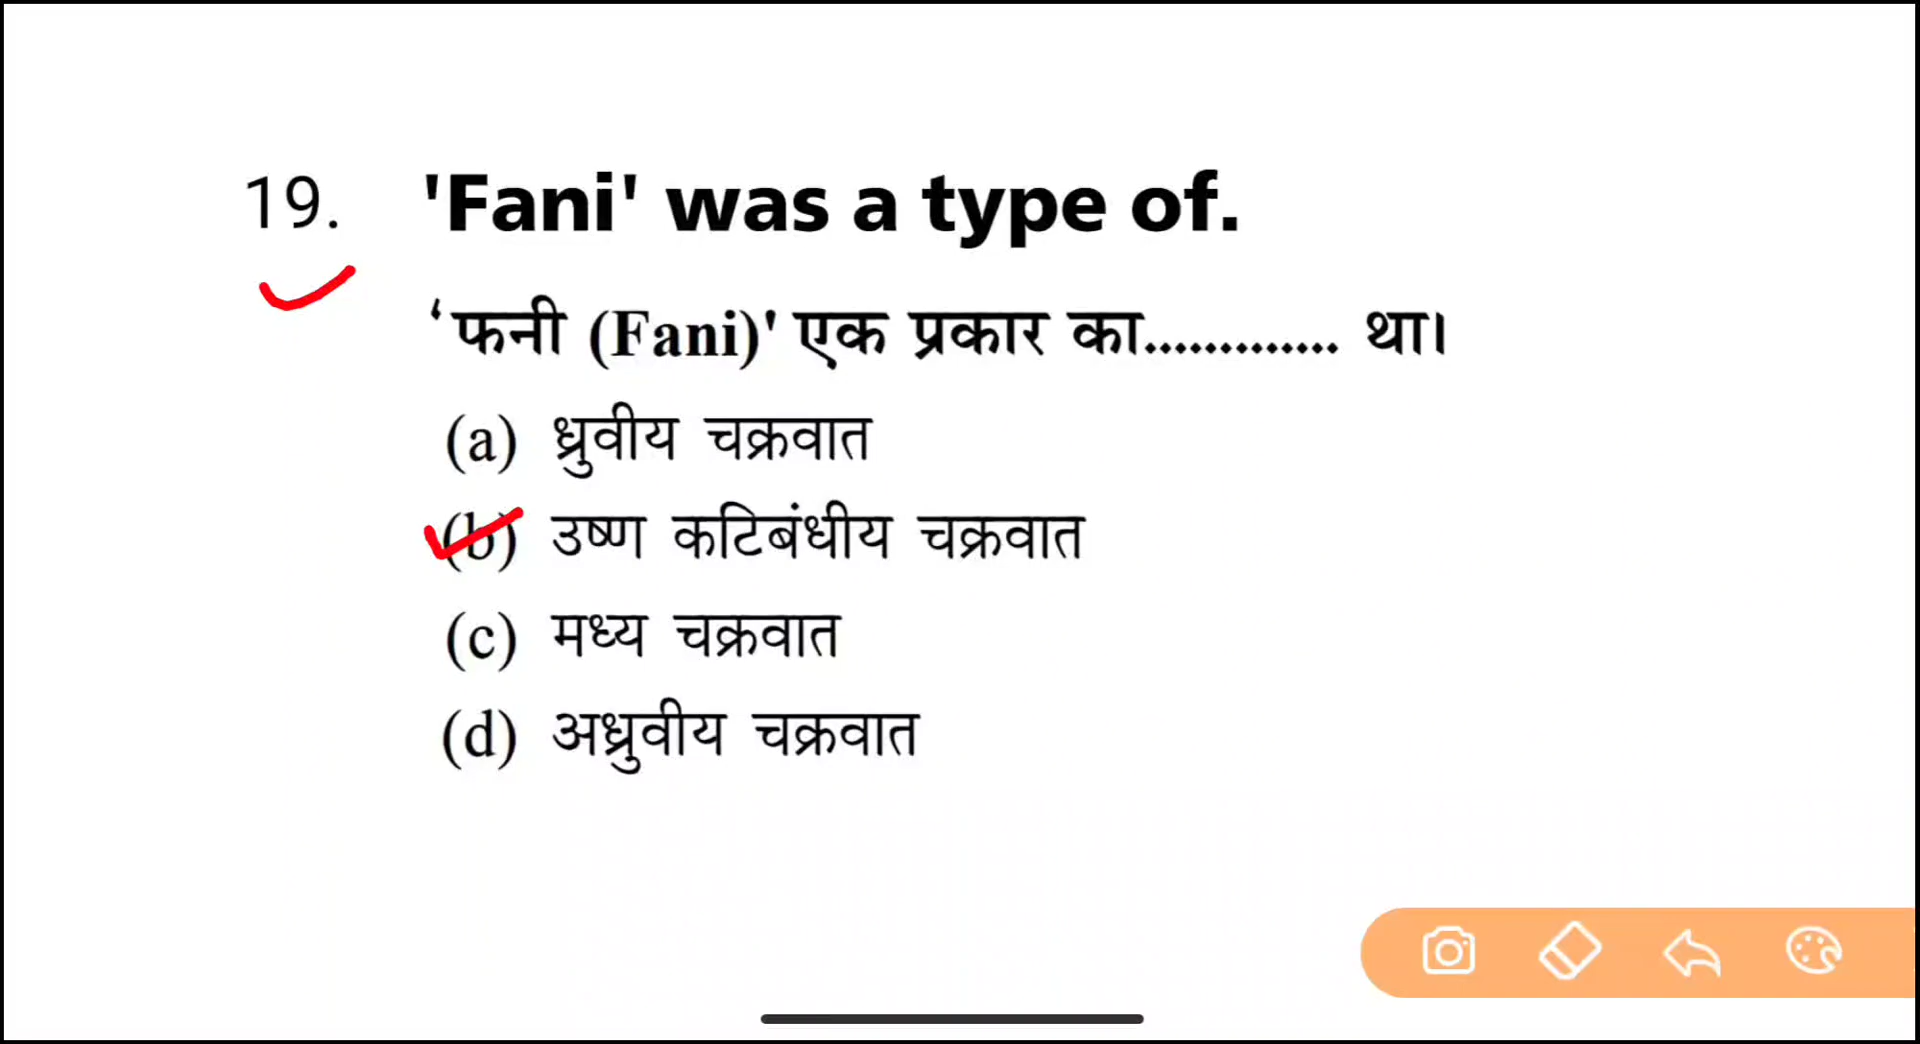 19. 'Fani' was a type of.
‘फनी (Fani)' एक प्रकार का............. था।
(a) ध्रुवीय चक्रवात
(b) उष्ण कटिबंधीय चक्रवात
(c) मध्य चक्रवात
(d) अध्रुवीय चक्रवात